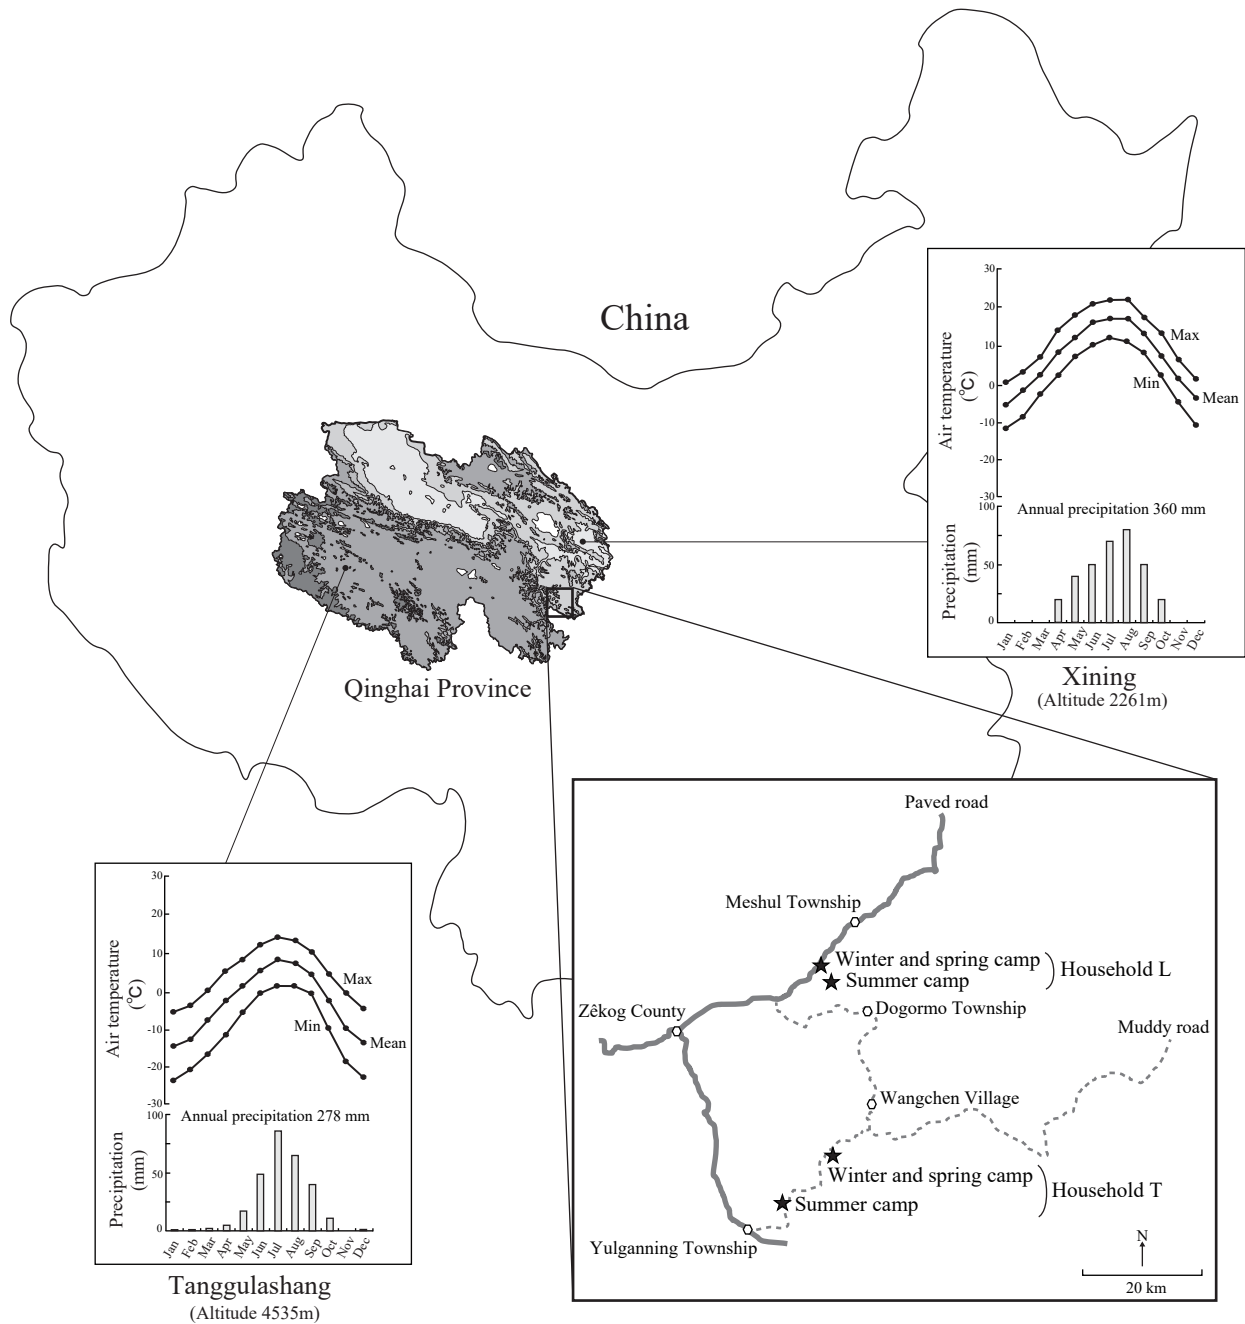 China
30
20
10
0
-10
-20
-30
Air temperature
(℃)
Max
Min
Mean
Annual precipitation 360 mm
100
50
0
Precipitation
(mm)
Jan
Feb
Mar
Apr
May
Jun
Jul
Aug
Sep
Oct
Nov
Dec
Xining
(Altitude 2261m)
Qinghai Province
30
20
10
0
-10
-20
-30
Air temperature
(℃)
Max
Min
Mean
Annual precipitation 278 mm
100
50
0
Precipitation
(mm)
Jan
Feb
Mar
Apr
May
Jun
Jul
Aug
Sep
Oct
Nov
Dec
Tanggulashang
(Altitude 4535m)
Paved road
Meshul Township
Winter and spring camp
Summer camp
Household L
Zêkog County
Dogormo Township
Muddy road
Wangchen Village
Winter and spring camp
Summer camp
Household T
Yulganning Township
N
20 km